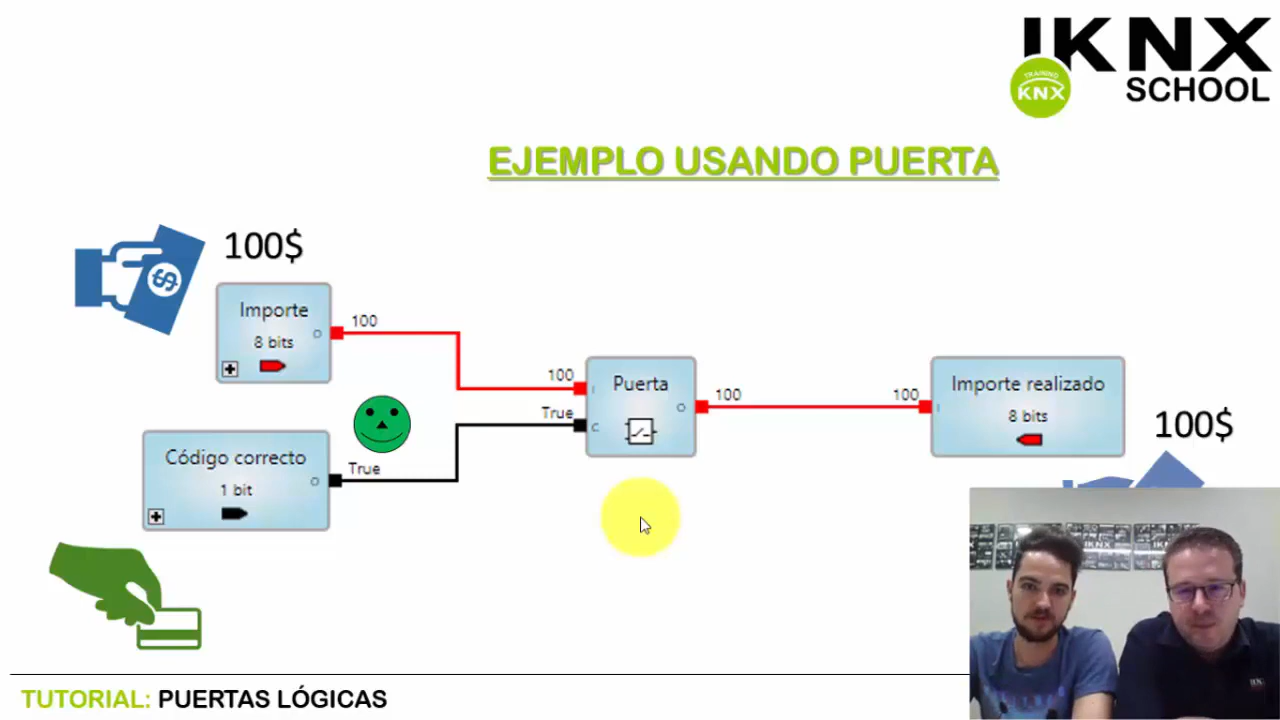 IKNX
SCHOOL
TRAINING
KNX
EJEMPLO USANDO PUERTA
100$
Importe
8 bits
O
100
100
I
Puerta
O
True
C
100
100
I
Importe realizado
8 bits
100$
Código correcto
1 bit
O
True
TUTORIAL: PUERTAS LÓGICAS